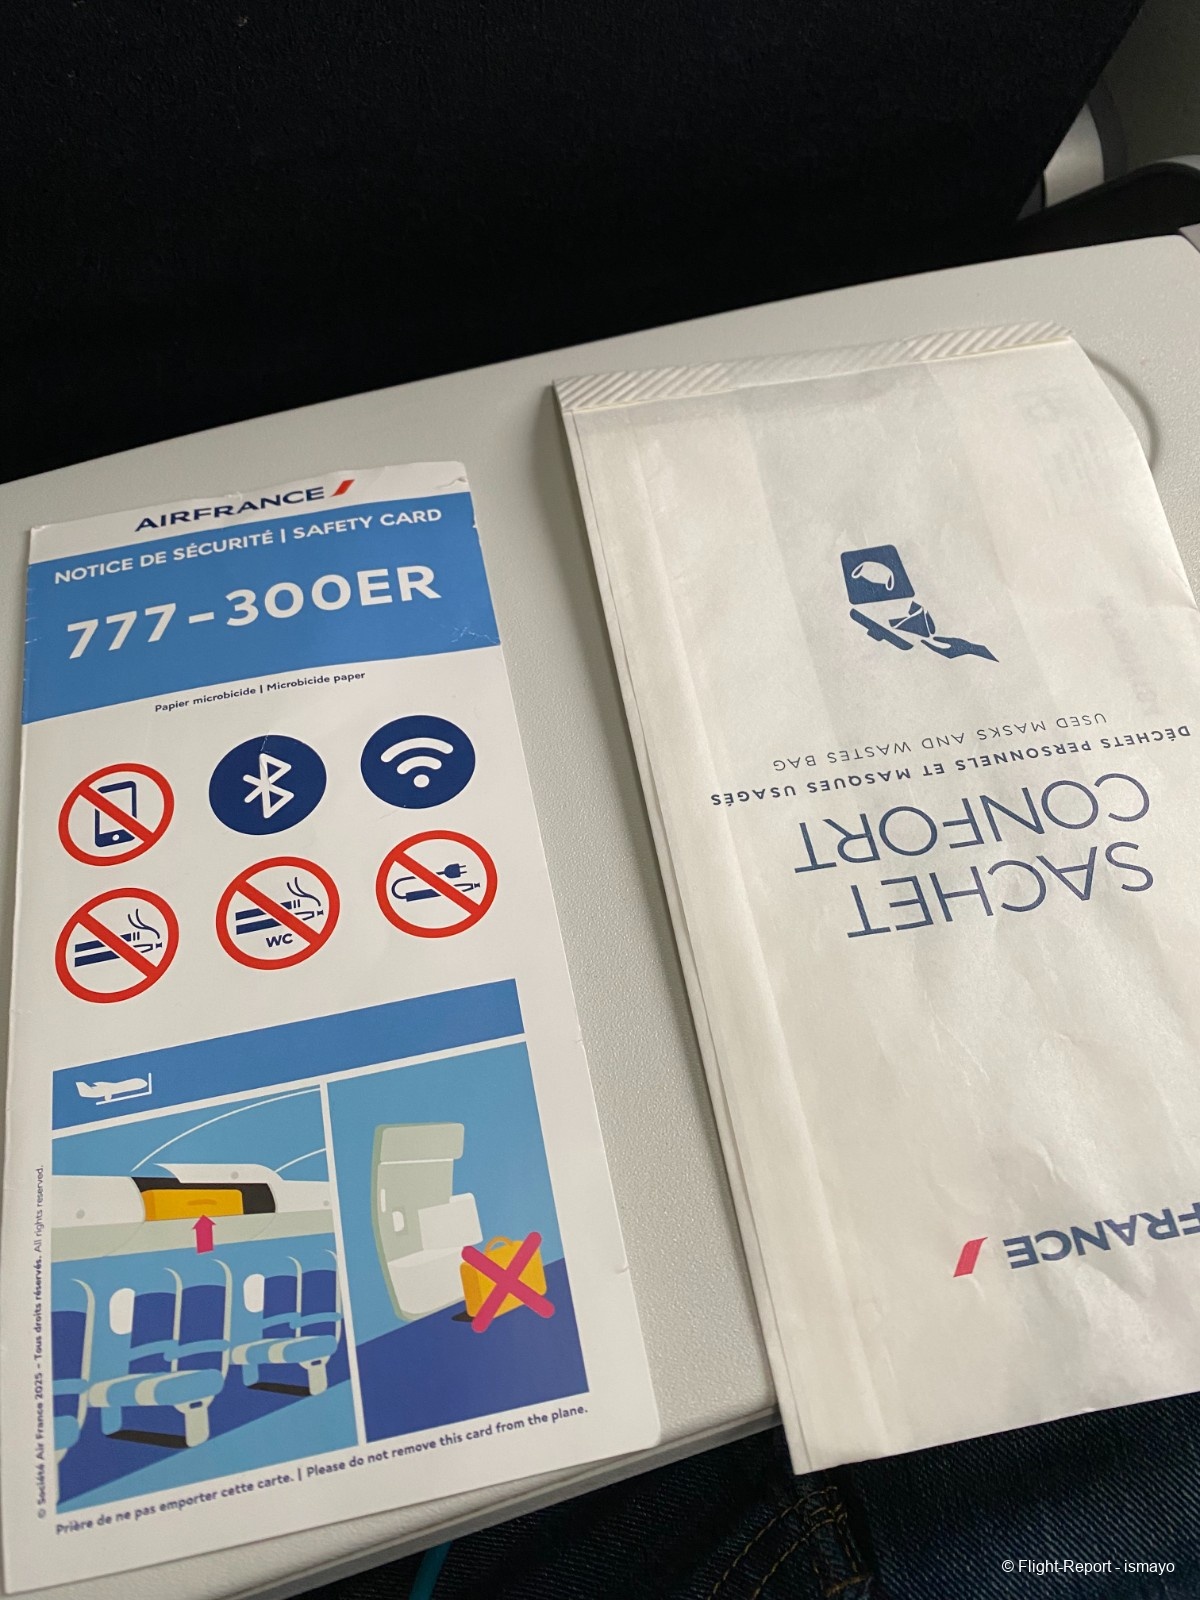 AIRFRANCE
NOTICE DE SÉCURITÉ | SAFETY CARD
777-300ER
Papier microbicide | Microbicide paper
WC
© Société Air France 2025 - Tous droits réservés. All rights reserved.
Prière de ne pas emporter cette carte. | Please do not remove this card from the plane.
FRANCE
SACHET
CONFORT
DÉCHETS PERSONNELS ET MASQUES USAGÉS
USED MASKS AND WASTES BAG
© Flight-Report - ismayo